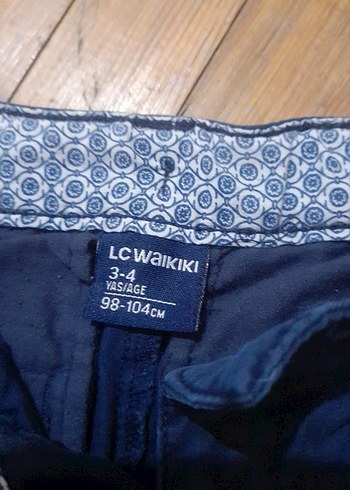 LC WAIKIKI
3-4
YAS/AGE
98-104CM